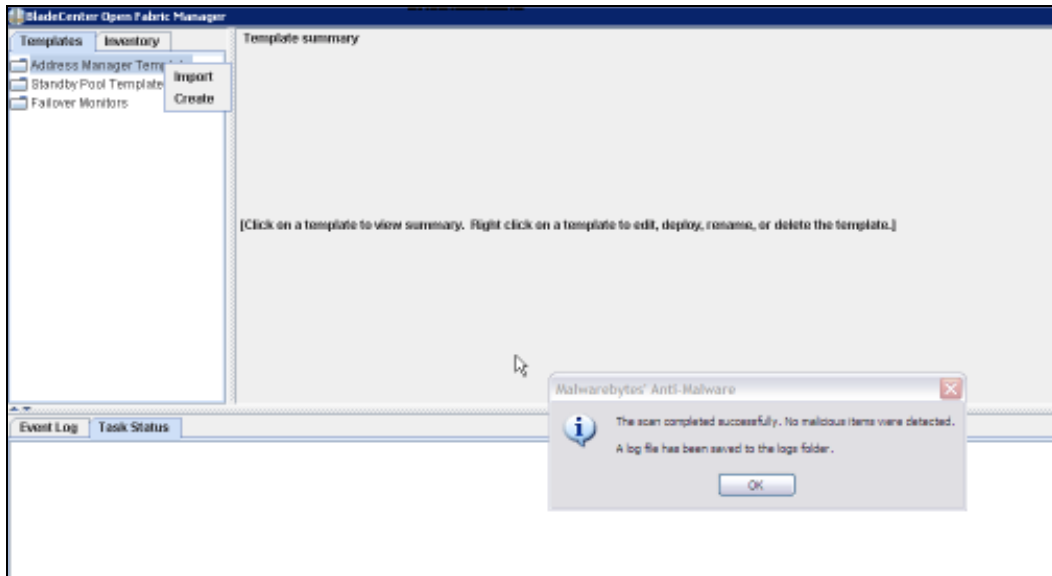 BladeCenter Open Fabric Manager
Templates Inventory
Template summary
Address Manager Templ
Standby Pool Template
Failover Monitors
Import
Create
[Click on a template to view summary. Right click on a template to edit, deploy, rename, or delete the template.]
Event Log Task Status
Malwarebytes' Anti-Malware
The scan completed successfully. No malicious items were detected.
A log file has been saved to the logs folder.
OK